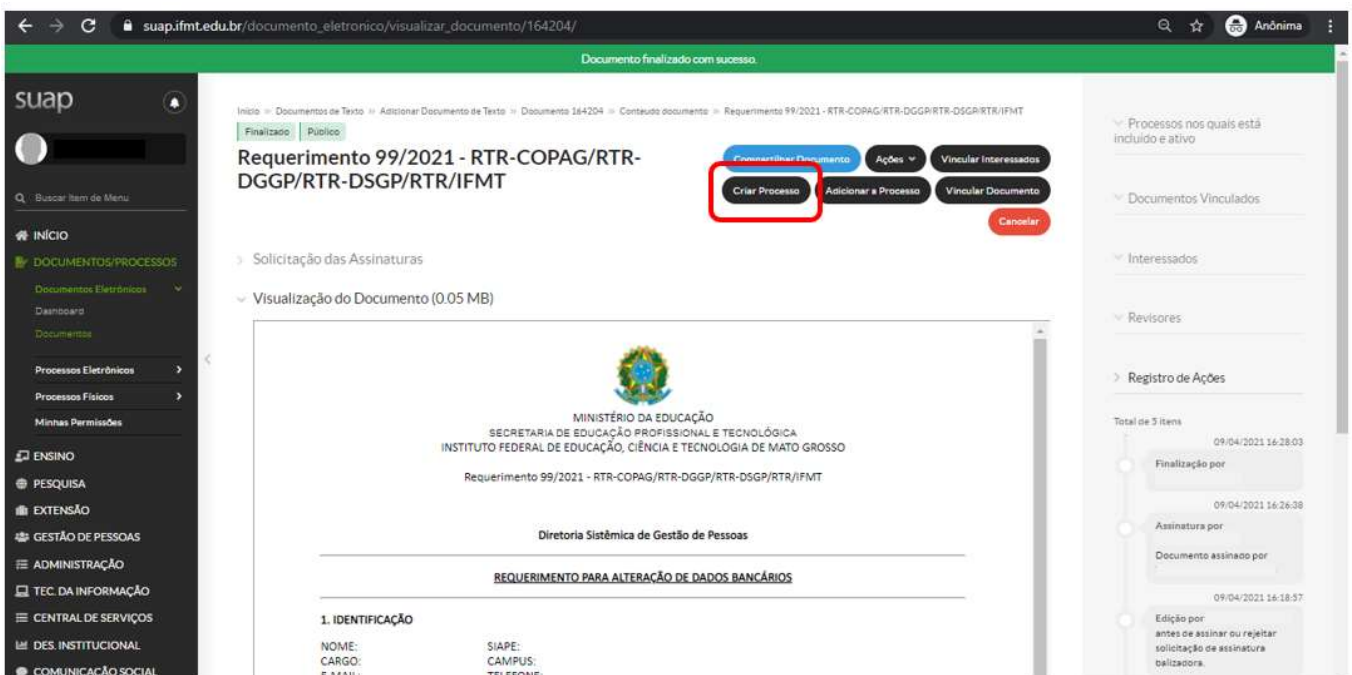 suap.ifmt.edu.br/documento_eletronico/visualizar_documento/164204/
Anônima
Documento finalizado com sucesso.
suap
Buscar Item de Menu
INÍCIO
DOCUMENTOS/PROCESSOS
Documentos Eletrônicos
Dashboard
Documentos
Processos Eletrônicos
Processos Físicos
Minhas Permissões
ENSINO
PESQUISA
EXTENSÃO
GESTÃO DE PESSOAS
ADMINISTRAÇÃO
TEC. DA INFORMAÇÃO
CENTRAL DE SERVIÇOS
DES. INSTITUCIONAL
COMUNICAÇÃO SOCIAL
Início » Documentos de Texto » Adicionar Documento de Texto » Documento 164204 » Conteudo documento » Requerimento 99/2021 - RTR-COPAG/RTR-DGGP/RTR-DSGP/RTR/IFMT
Finalizado Público
Requerimento 99/2021 - RTR-COPAG/RTR-
DGGP/RTR-DSGP/RTR/IFMT
Compartilhar Documento Ações Vincular Interessados
Criar Processo Adicionar a Processo Vincular Documento
Cancelar
Solicitação das Assinaturas
Visualização do Documento (0.05 MB)
MINISTÉRIO DA EDUCAÇÃO
SECRETARIA DE EDUCAÇÃO PROFISSIONAL E TECNOLÓGICA
INSTITUTO FEDERAL DE EDUCAÇÃO, CIÊNCIA E TECNOLOGIA DE MATO GROSSO
Requerimento 99/2021 - RTR-COPAG/RTR-DGGP/RTR-DSGP/RTR/IFMT
Diretoria Sistêmica de Gestão de Pessoas
REQUERIMENTO PARA ALTERAÇÃO DE DADOS BANCÁRIOS
1. IDENTIFICAÇÃO
NOME: SIAPE:
CARGO: CAMPUS:
E-MAIL: TELEFONE:
Processos nos quais está
incluído e ativo
Documentos Vinculados
Interessados
Revisores
Registro de Ações
Total de 5 itens
09/04/2021 16:28:03
Finalização por
09/04/2021 16:26:38
Assinatura por
Documento assinado por
09/04/2021 16:18:57
Edição por
antes de assinar ou rejeitar
solicitação de assinatura
balizadora.